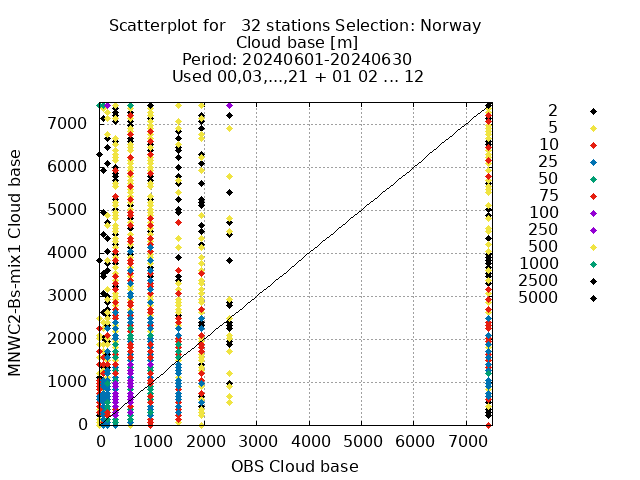 Scatterplot for   32 stations Selection: Norway
Cloud base [m]
Period: 20240601-20240630
Used 00,03,...,21 + 01 02 ... 12
MNWC2-Bs-mix1 Cloud base
7000
6000
5000
4000
3000
2000
1000
0
0 1000 2000 3000 4000 5000 6000 7000
OBS Cloud base
2
5
10
25
50
75
100
250
500
1000
2500
5000